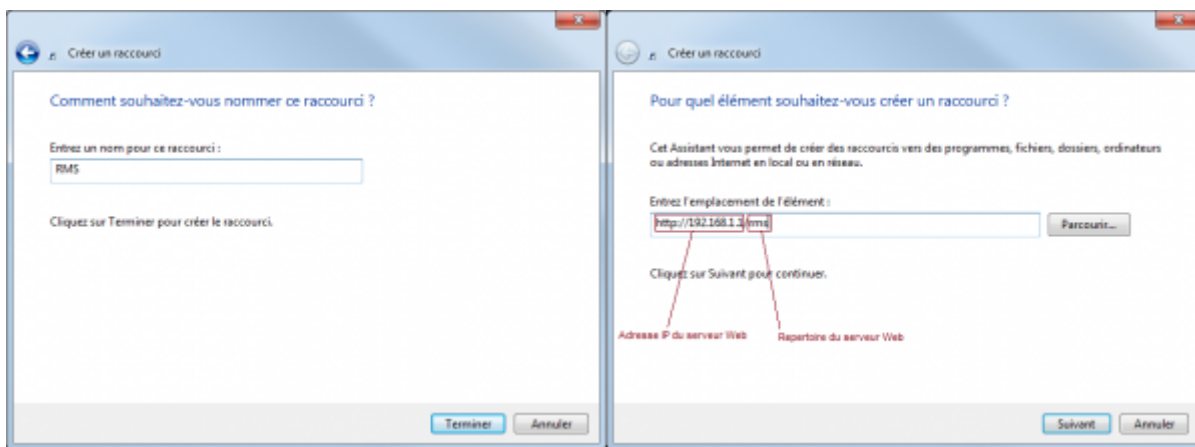 Créer un raccourci
Comment souhaitez-vous nommer ce raccourci ?
Entrez un nom pour ce raccourci :
RMS
Cliquez sur Terminer pour créer le raccourci.
Terminer
Annuler
Créer un raccourci
Pour quel élément souhaitez-vous créer un raccourci ?
Cet Assistant vous permet de créer des raccourcis vers des programmes, fichiers, dossiers, ordinateurs
ou adresses Internet en local ou en réseau.
Entrez l'emplacement de l'élément :
http://192.168.1.1/rms
Parcourir...
Cliquez sur Suivant pour continuer.
Adresse IP du serveur Web
Repertoire du serveur Web
Suivant
Annuler